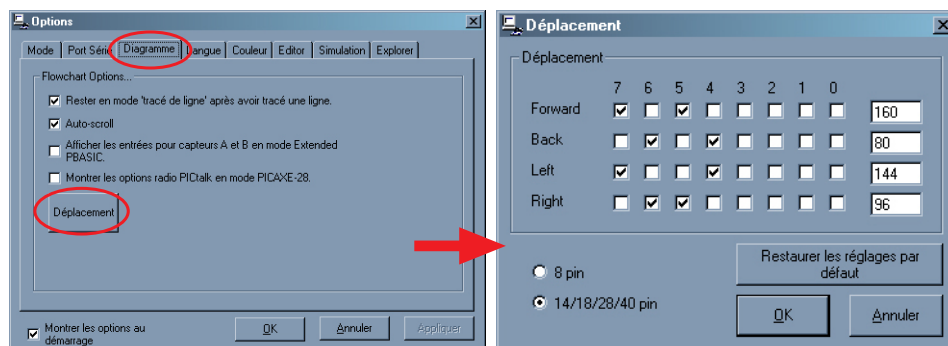 Options
Mode Port Série Diagramme Langue Couleur Editor Simulation Explorer
Flowchart Options...
Rester en mode 'tracé de ligne' après avoir tracé une ligne.
Auto-scroll
Afficher les entrées pour capteurs A et B en mode Extended
PBASIC.
Montrer les options radio PICtalk en mode PICAXE-28.
Déplacement
Montrer les options au
démarrage
OK
Annuler
Appliquer
Déplacement
Déplacement
7 6 5 4 3 2 1 0
Forward 160
Back 80
Left 144
Right 96
8 pin
14/18/28/40 pin
Restaurer les réglages par
défaut
OK
Annuler